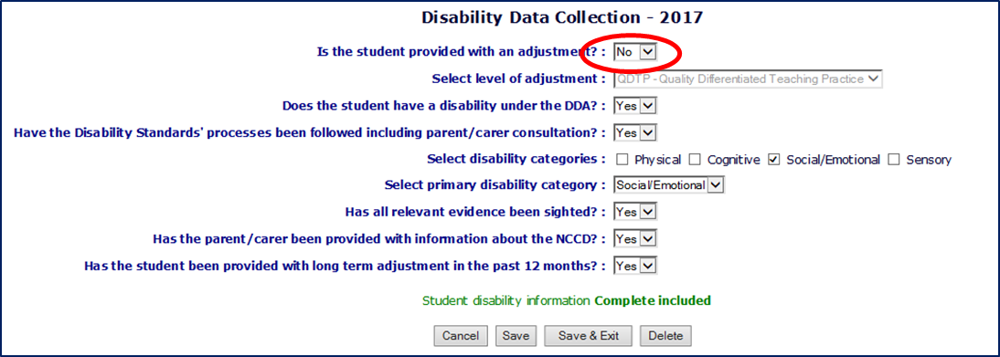 Disability Data Collection - 2017
Is the student provided with an adjustment? : No
Select level of adjustment : QDTP - Quality Differentiated Teaching Practice
Does the student have a disability under the DDA? : Yes
Have the Disability Standards' processes been followed including parent/carer consultation? : Yes
Select disability categories : Physical Cognitive Social/Emotional Sensory
Select primary disability category : Social/Emotional
Has all relevant evidence been sighted? : Yes
Has the parent/carer been provided with information about the NCCD? : Yes
Has the student been provided with long term adjustment in the past 12 months? : Yes
Student disability information Complete included
Cancel Save Save & Exit Delete